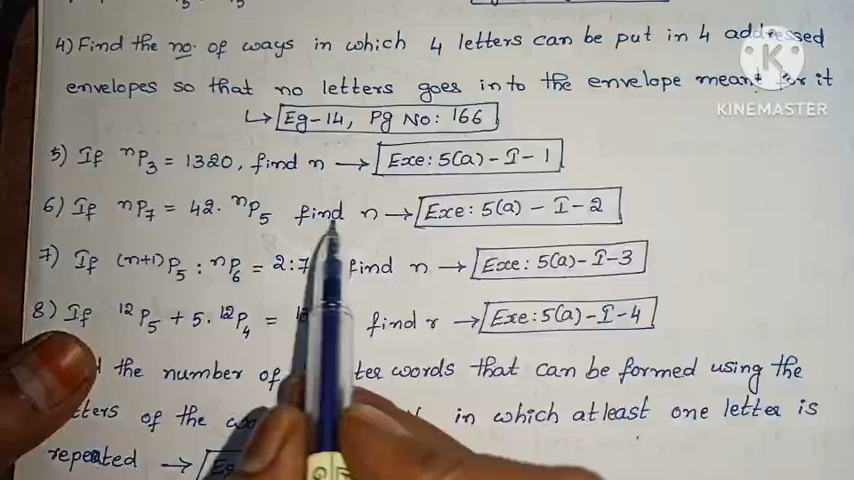 4) Find the no. of ways in which 4 letters can be put in 4 addressed
envelopes so that no letters goes into the envelope meant for it
↳ Eg-14, Pg No: 166
5) If ⁿP₃ = 1320, find n → Exe: 5(a) - I - 1
6) If ⁿP₇ = 42. ⁿP₅ find n → Exe: 5(a) - I - 2
7) If (n+1)P₅ : ⁿP₆ = 2:7 find n → Exe: 5(a) - I - 3
8) If ¹²P₅ + 5. ¹²P₄ = find r → Exe: 5(a) - I - 4
the number of words that can be formed using the
of the in which atleast one letter is
repeated →
K
KINEMASTER